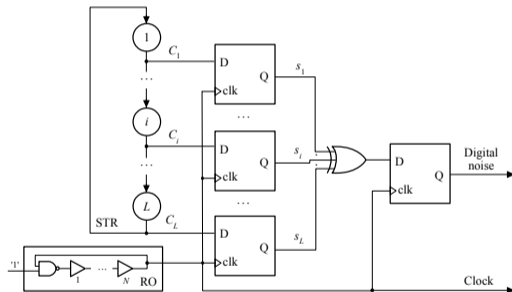 1
C1
D
Q
clk
s1
...
...
i
Ci
D
Q
clk
si
D
Q
clk
Digital
noise
...
...
L
STR
CL
D
Q
clk
sL
'1'
1
...
N
RO
Clock